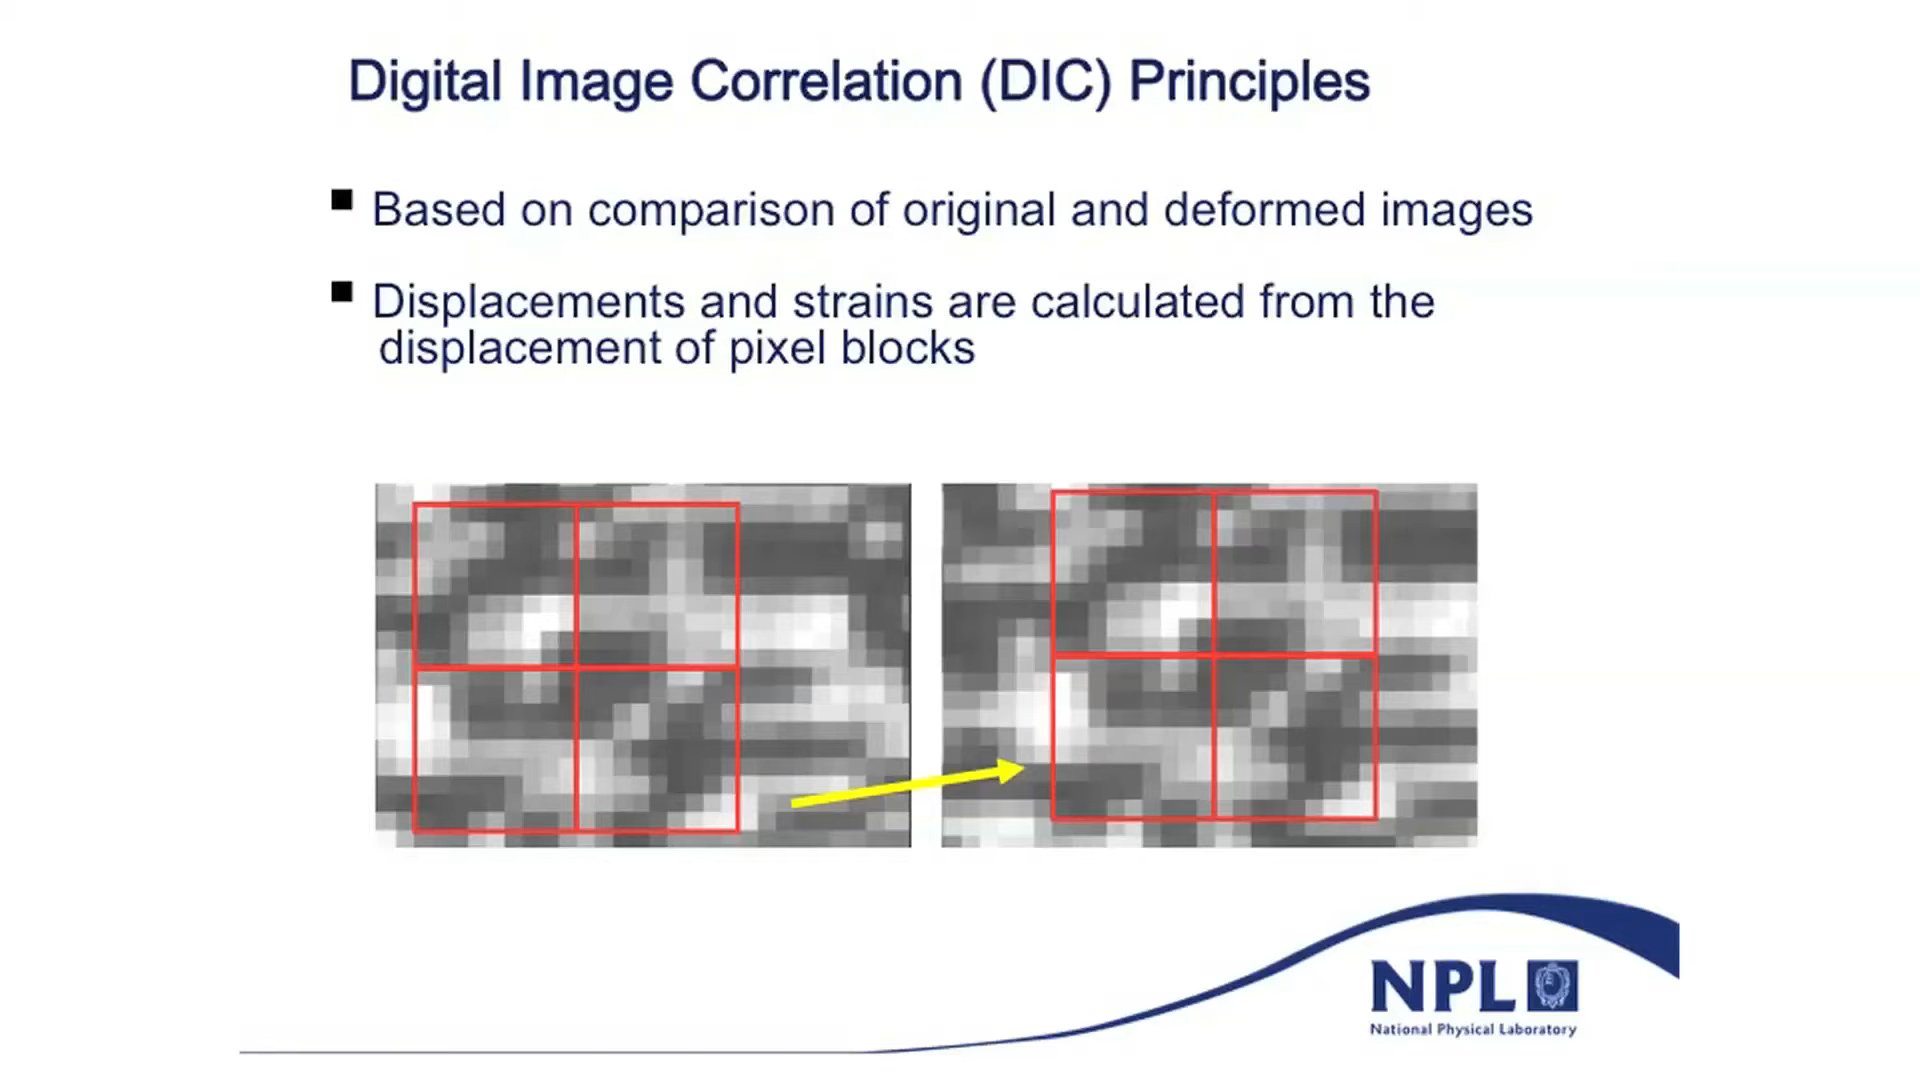 Digital Image Correlation (DIC) Principles
Based on comparison of original and deformed images
Displacements and strains are calculated from the
displacement of pixel blocks
NPL
National Physical Laboratory